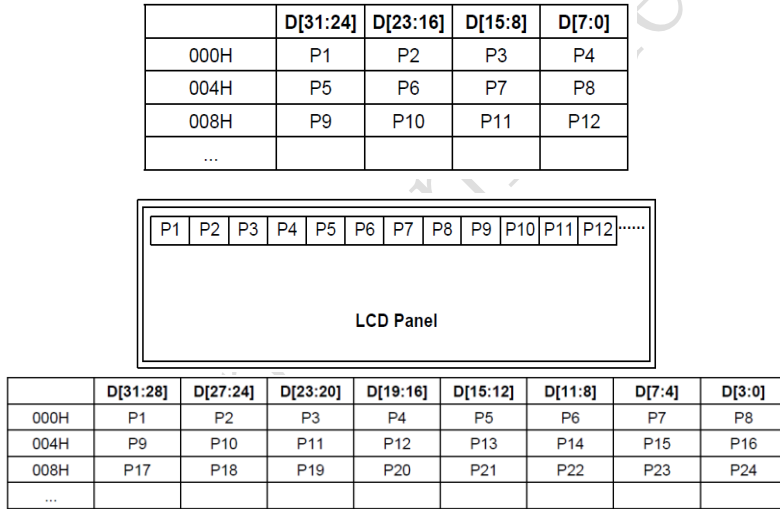 D[31:24] D[23:16] D[15:8] D[7:0]
000H P1 P2 P3 P4
004H P5 P6 P7 P8
008H P9 P10 P11 P12
...
P1 P2 P3 P4 P5 P6 P7 P8 P9 P10 P11 P12 ......
LCD Panel
D[31:28] D[27:24] D[23:20] D[19:16] D[15:12] D[11:8] D[7:4] D[3:0]
000H P1 P2 P3 P4 P5 P6 P7 P8
004H P9 P10 P11 P12 P13 P14 P15 P16
008H P17 P18 P19 P20 P21 P22 P23 P24
...